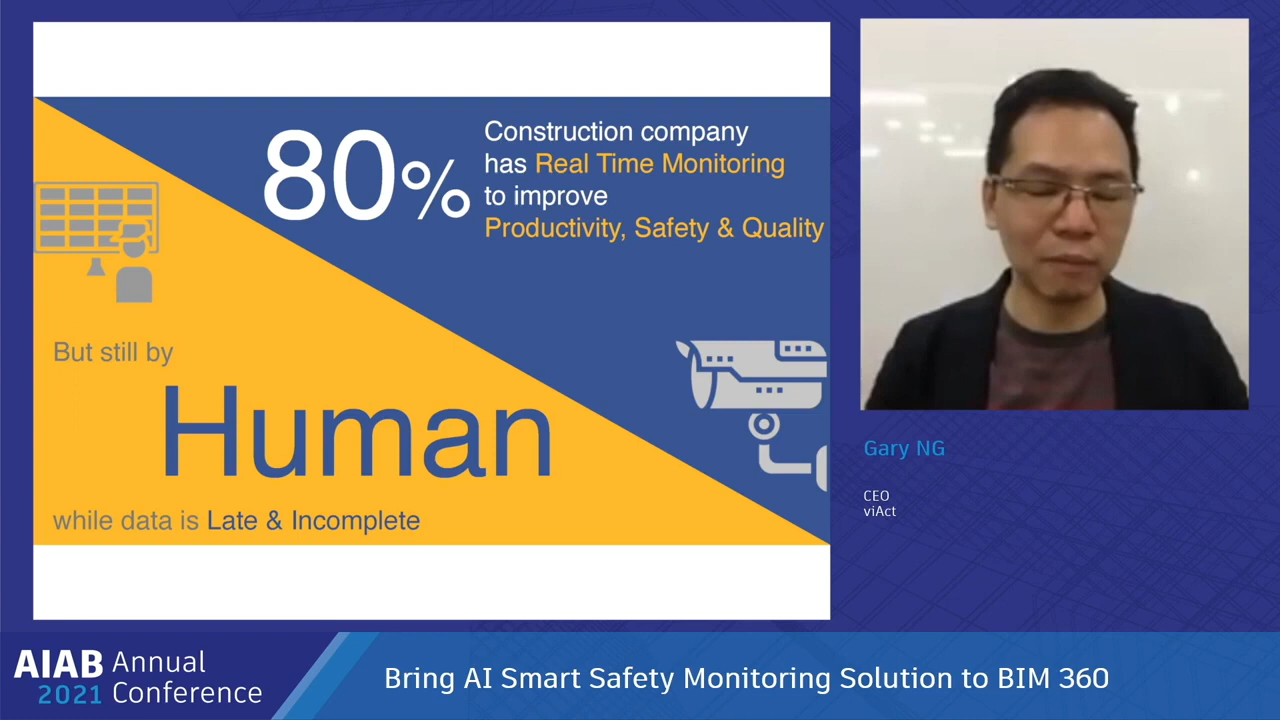 80%
Construction company
has Real Time Monitoring
to improve
Productivity, Safety & Quality
But still by
Human
while data is Late & Incomplete
Gary NG
CEO
viAct
AIAB Annual
2021 Conference
Bring AI Smart Safety Monitoring Solution to BIM 360